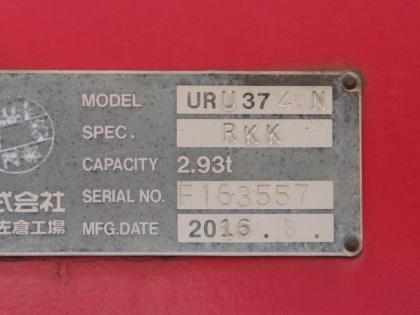 MODEL URU374N
SPEC. RKK
CAPACITY 2.93t
式会社 SERIAL NO. F163557
佐倉工場 MFG.DATE 2016.5.